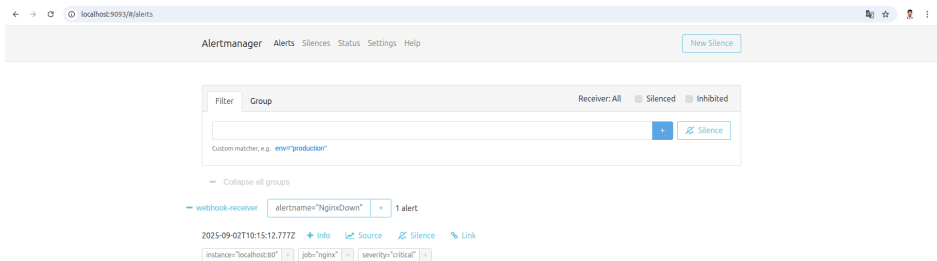 localhost:9093/#/alerts
Alertmanager Alerts Silences Status Settings Help New Silence
Filter Group Receiver: All Silenced Inhibited
+ Silence
Custom matcher, e.g. env="production"
Collapse all groups
webhook-receiver alertname="NginxDown" + 1 alert
2025-09-02T10:15:12.777Z + Info Source Silence Link
instance="localhost:80" + job="nginx" + severity="critical" +